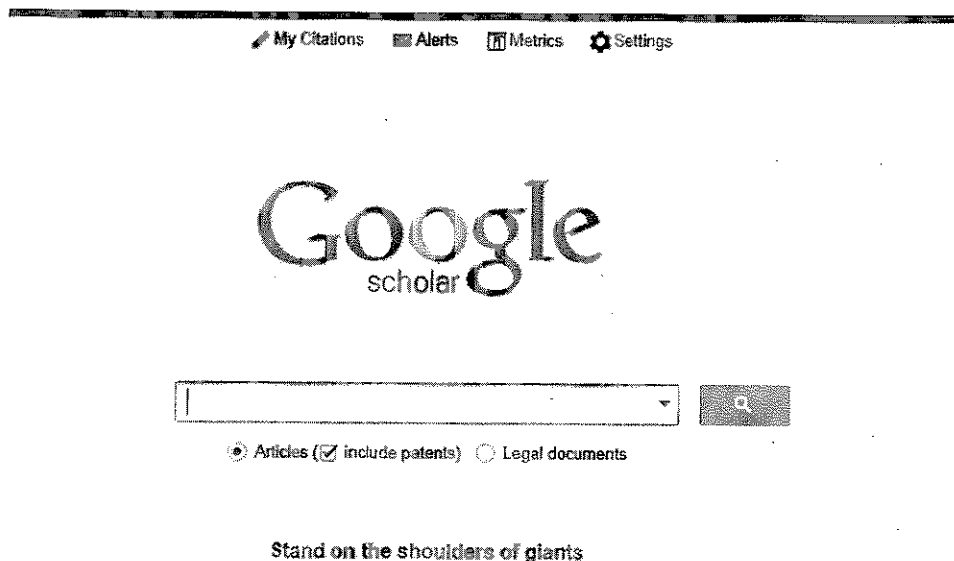 My Citations Alerts Metrics Settings
Google
scholar
Articles (include patents) Legal documents
Stand on the shoulders of giants